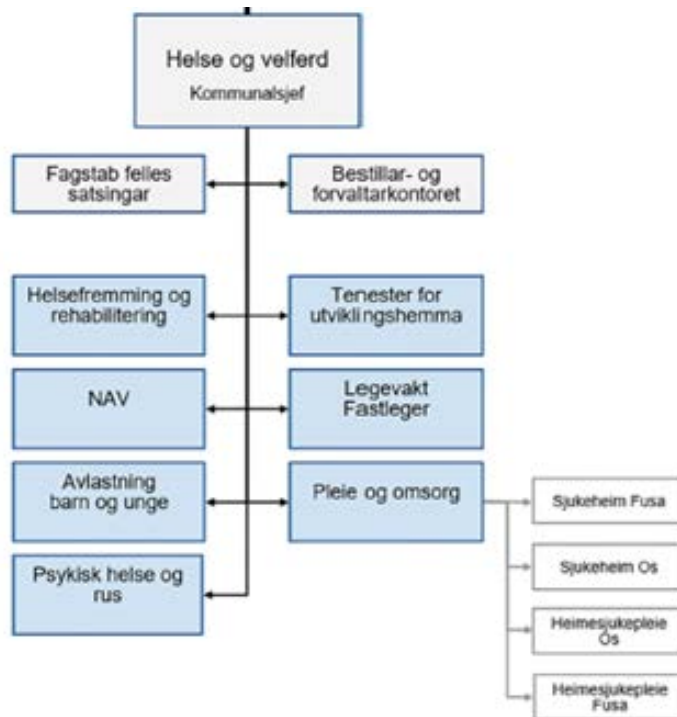 Helse og velferd
Kommunalsjef
Fagstab felles
satsingar
Bestillar- og
forvaltarkontoret
Helsefremming og
rehabilitering
Tenester for
utviklingshemma
NAV
Legevakt
Fastleger
Avlastning
barn og unge
Pleie og omsorg
Psykisk helse og
rus
Sjukeheim Fusa
Sjukeheim Os
Heimesjukepleie
Os
Heimesjukepleie
Fusa